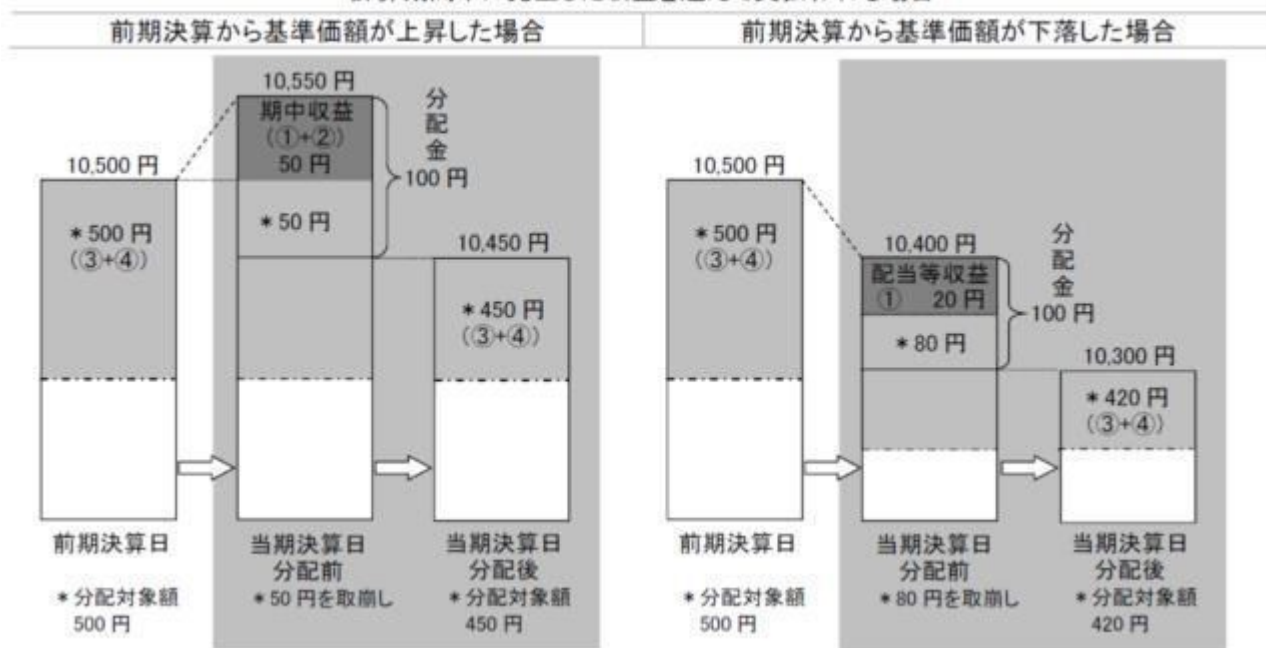 前期決算から基準価額が上昇した場合
前期決算から基準価額が下落した場合
10,550 円
期中収益
(①+②)
50 円
分配金
100 円
10,500 円
*500 円
(③+④)
*50 円
10,450 円
*450 円
(③+④)
前期決算日
当期決算日
分配前
当期決算日
分配後
*分配対象額
500 円
*50 円を取崩し
*分配対象額
450 円
10,500 円
*500 円
(③+④)
10,400 円
配当等収益
① 20 円
分配金
100 円
*80 円
10,300 円
*420 円
(③+④)
前期決算日
当期決算日
分配前
当期決算日
分配後
*分配対象額
500 円
*80 円を取崩し
*分配対象額
420 円